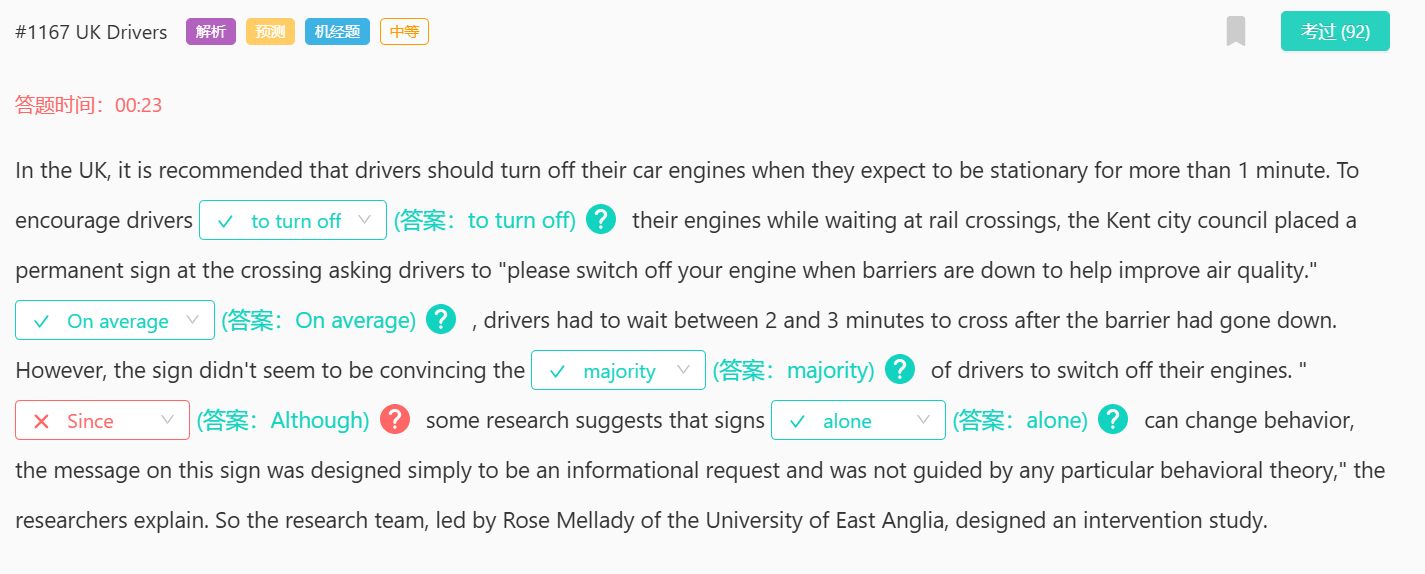 #1167 UK Drivers 解析 预测 机经题 中等 考过 (92)
答题时间：00:23
In the UK, it is recommended that drivers should turn off their car engines when they expect to be stationary for more than 1 minute. To
encourage drivers to turn off (答案：to turn off) ? their engines while waiting at rail crossings, the Kent city council placed a
permanent sign at the crossing asking drivers to "please switch off your engine when barriers are down to help improve air quality."
On average (答案：On average) ? , drivers had to wait between 2 and 3 minutes to cross after the barrier had gone down.
However, the sign didn't seem to be convincing the majority (答案：majority) ? of drivers to switch off their engines. "
Since (答案：Although) ? some research suggests that signs alone (答案：alone) ? can change behavior,
the message on this sign was designed simply to be an informational request and was not guided by any particular behavioral theory," the
researchers explain. So the research team, led by Rose Mellady of the University of East Anglia, designed an intervention study.